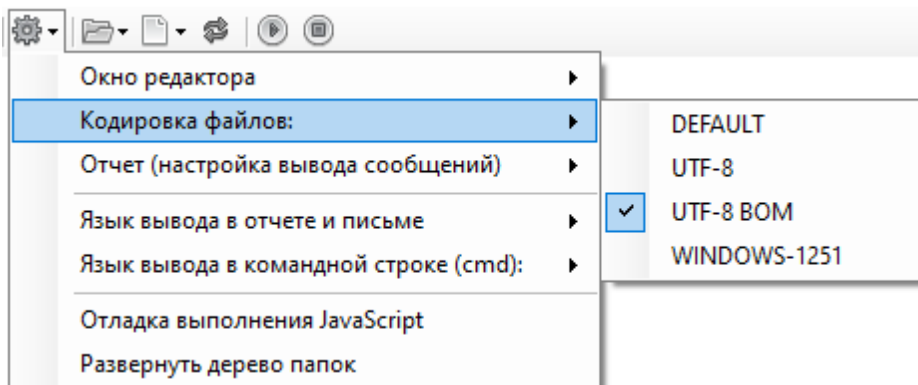 Окно редактора
Кодировка файлов:
Отчет (настройка вывода сообщений)
Язык вывода в отчете и письме
Язык вывода в командной строке (cmd):
Отладка выполнения JavaScript
Развернуть дерево папок
DEFAULT
UTF-8
UTF-8 BOM
WINDOWS-1251